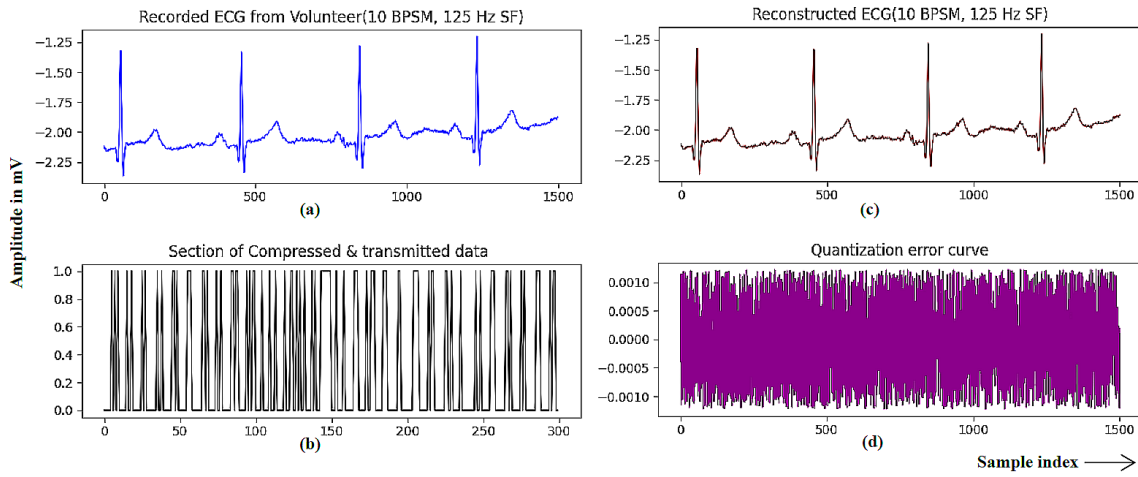 Recorded ECG from Volunteer(10 BPSM, 125 Hz SF)
−1.25
−1.50
−1.75
−2.00
−2.25
0 500 1000 1500
(a)
Reconstructed ECG(10 BPSM, 125 Hz SF)
−1.25
−1.50
−1.75
−2.00
−2.25
0 500 1000 1500
(c)
Amplitude in mV
Section of Compressed & transmitted data
1.0
0.8
0.6
0.4
0.2
0.0
0 50 100 150 200 250 300
(b)
Quantization error curve
0.0010
0.0005
0.0000
−0.0005
−0.0010
0 500 1000 1500
(d)
Sample index